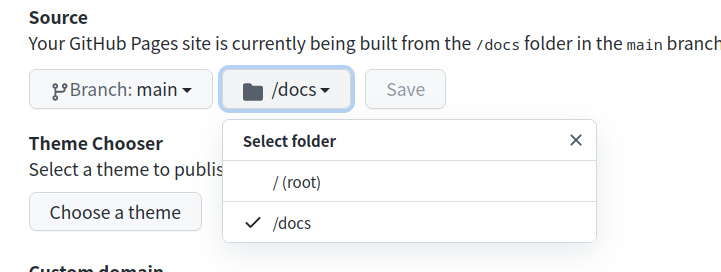 Source
Your GitHub Pages site is currently being built from the /docs folder in the main branch
Branch: main
/docs
Save
Select folder
/ (root)
/docs
Theme Chooser
Select a theme to publis
Choose a theme
Custom domain